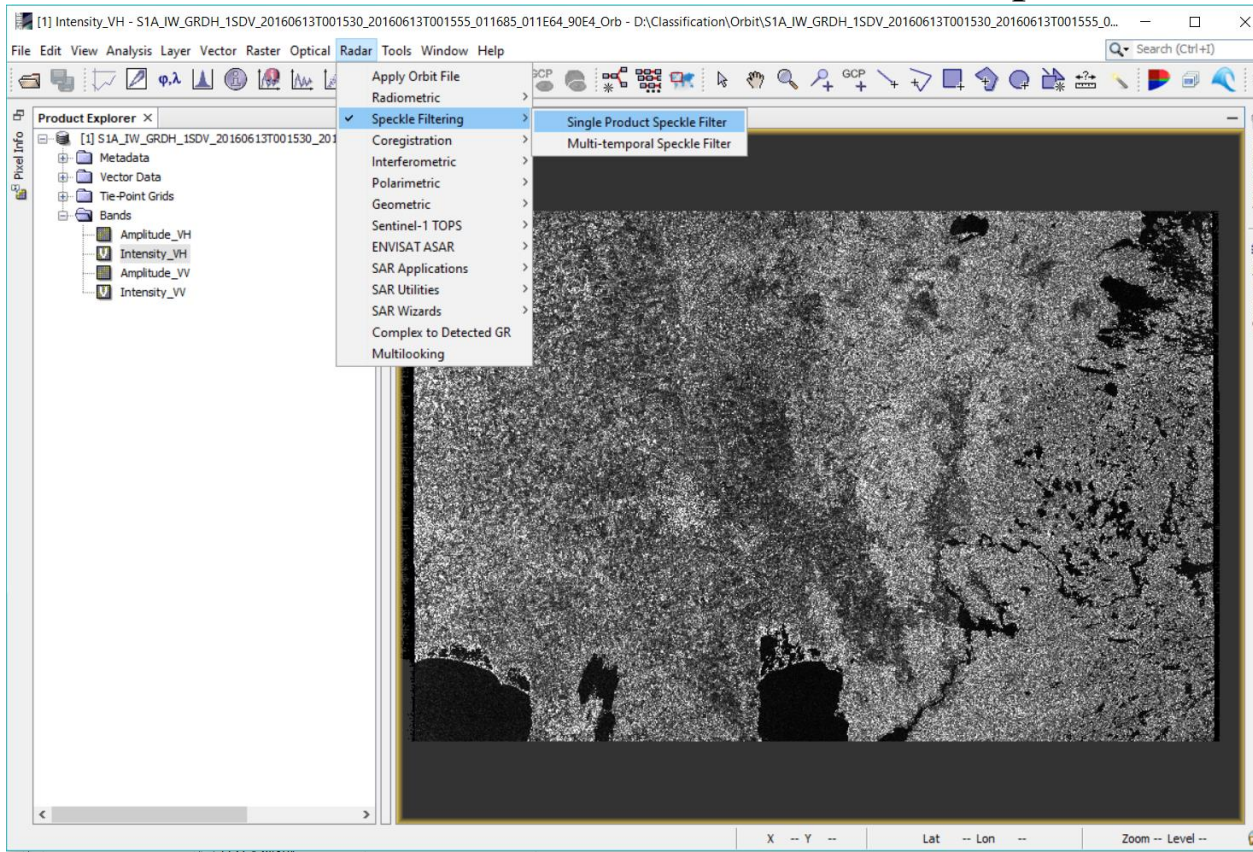 [1] Intensity_VH - S1A_IW_GRDH_1SDV_20160613T001530_20160613T001555_011685_011E64_90E4_Orb - D:\Classification\Orbit\S1A_IW_GRDH_1SDV_20160613T001530_20160613T001555_0...
File Edit View Analysis Layer Vector Raster Optical Radar Tools Window Help
Search (Ctrl+I)
φ,λ
GCP
GCP
Product Explorer
[1] S1A_IW_GRDH_1SDV_20160613T001530_201
Metadata
Vector Data
Tie-Point Grids
Bands
Amplitude_VH
Intensity_VH
Amplitude_VV
Intensity_VV
Pixel Info
Apply Orbit File
Radiometric
Speckle Filtering
Coregistration
Interferometric
Polarimetric
Geometric
Sentinel-1 TOPS
ENVISAT ASAR
SAR Applications
SAR Utilities
SAR Wizards
Complex to Detected GR
Multilooking
Single Product Speckle Filter
Multi-temporal Speckle Filter
X -- Y -- Lat -- Lon -- Zoom -- Level --